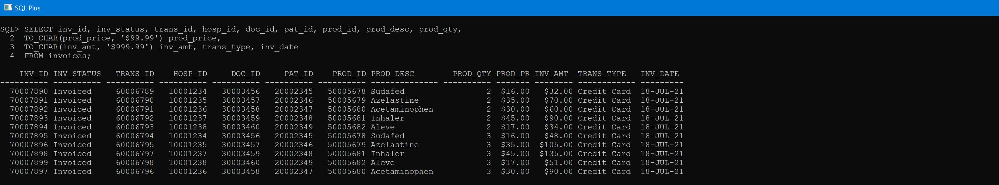 SQL Plus
SQL> SELECT inv_id, inv_status, trans_id, hosp_id, doc_id, pat_id, prod_id, prod_desc, prod_qty,
  2  TO_CHAR(prod_price, '$99.99') prod_price,
  3  TO_CHAR(inv_amt, '$999.99') inv_amt, trans_type, inv_date
  4  FROM invoices;
    INV_ID INV_STATUS   TRANS_ID    HOSP_ID     DOC_ID     PAT_ID    PROD_ID PROD_DESC        PROD_QTY PROD_PR INV_AMT  TRANS_TYPE   INV_DATE
---------- ---------- ---------- ---------- ---------- ---------- ---------- -------------- ---------- ------- -------- ------------ ---------
  70007890 Invoiced     60006789   10001234   30003456   20002345   50005678 Sudafed                 2  $16.00   $32.00 Credit Card  18-JUL-21
  70007891 Invoiced     60006790   10001235   30003457   20002346   50005679 Azelastine              2  $35.00   $70.00 Credit Card  18-JUL-21
  70007892 Invoiced     60006791   10001236   30003458   20002347   50005680 Acetaminophen           2  $30.00   $60.00 Credit Card  18-JUL-21
  70007893 Invoiced     60006792   10001237   30003459   20002348   50005681 Inhaler                 2  $45.00   $90.00 Credit Card  18-JUL-21
  70007894 Invoiced     60006793   10001238   30003460   20002349   50005682 Aleve                   2  $17.00   $34.00 Credit Card  18-JUL-21
  70007895 Invoiced     60006794   10001234   30003456   20002345   50005678 Sudafed                 3  $16.00   $48.00 Credit Card  18-JUL-21
  70007896 Invoiced     60006795   10001235   30003457   20002346   50005679 Azelastine              3  $35.00  $105.00 Credit Card  18-JUL-21
  70007898 Invoiced     60006797   10001237   30003459   20002348   50005681 Inhaler                 3  $45.00  $135.00 Credit Card  18-JUL-21
  70007899 Invoiced     60006798   10001238   30003460   20002349   50005682 Aleve                   3  $17.00   $51.00 Credit Card  18-JUL-21
  70007897 Invoiced     60006796   10001236   30003458   20002347   50005680 Acetaminophen           3  $30.00   $90.00 Credit Card  18-JUL-21